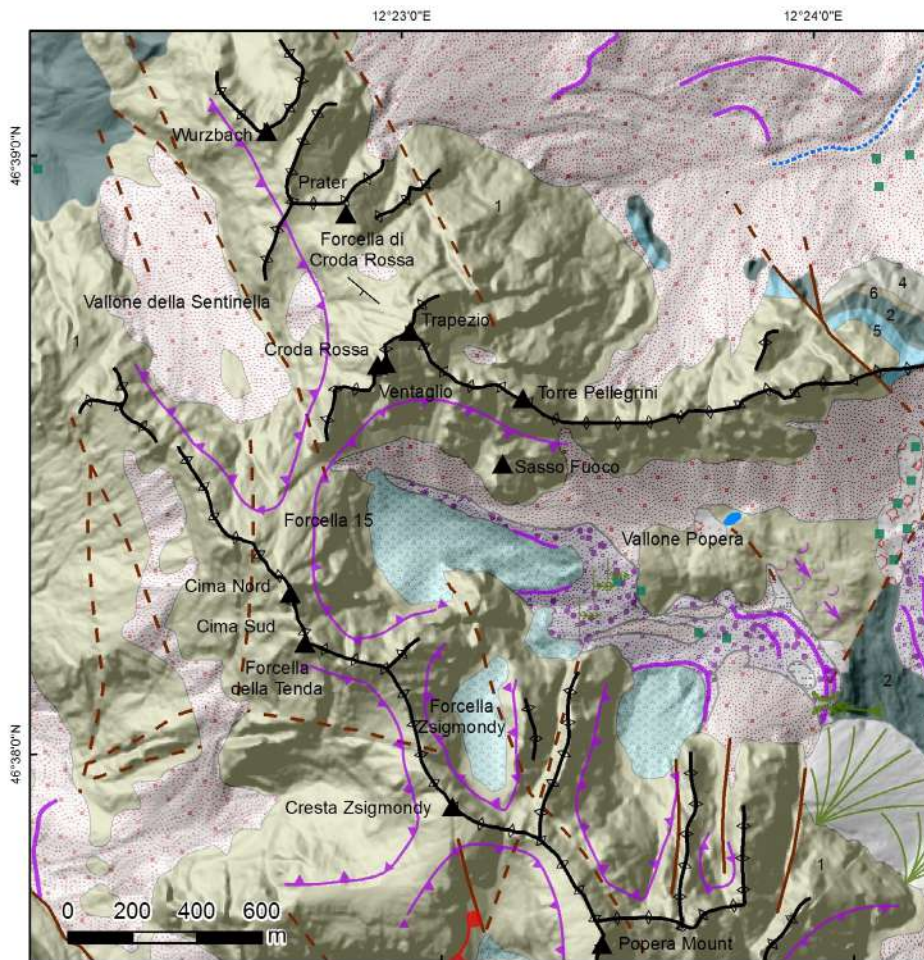 12°23'0"E
12°24'0"E
46°39'0"N
Wurzbach
Prater
1
Forcella di
Croda Rossa
Vallone della Sentinella
4
6
2
5
Trapezio
1
Croda Rossa
Ventaglio
Torre Pellegrini
Sasso Fuoco
Forcella 15
Vallone Popera
Cima Nord
Cima Sud
Forcella
della Tenda
2
Forcella
Zsigmondy
46°38'0"N
Cresta Zsigmondy
1
0 200 400 600
m
Popera Mount